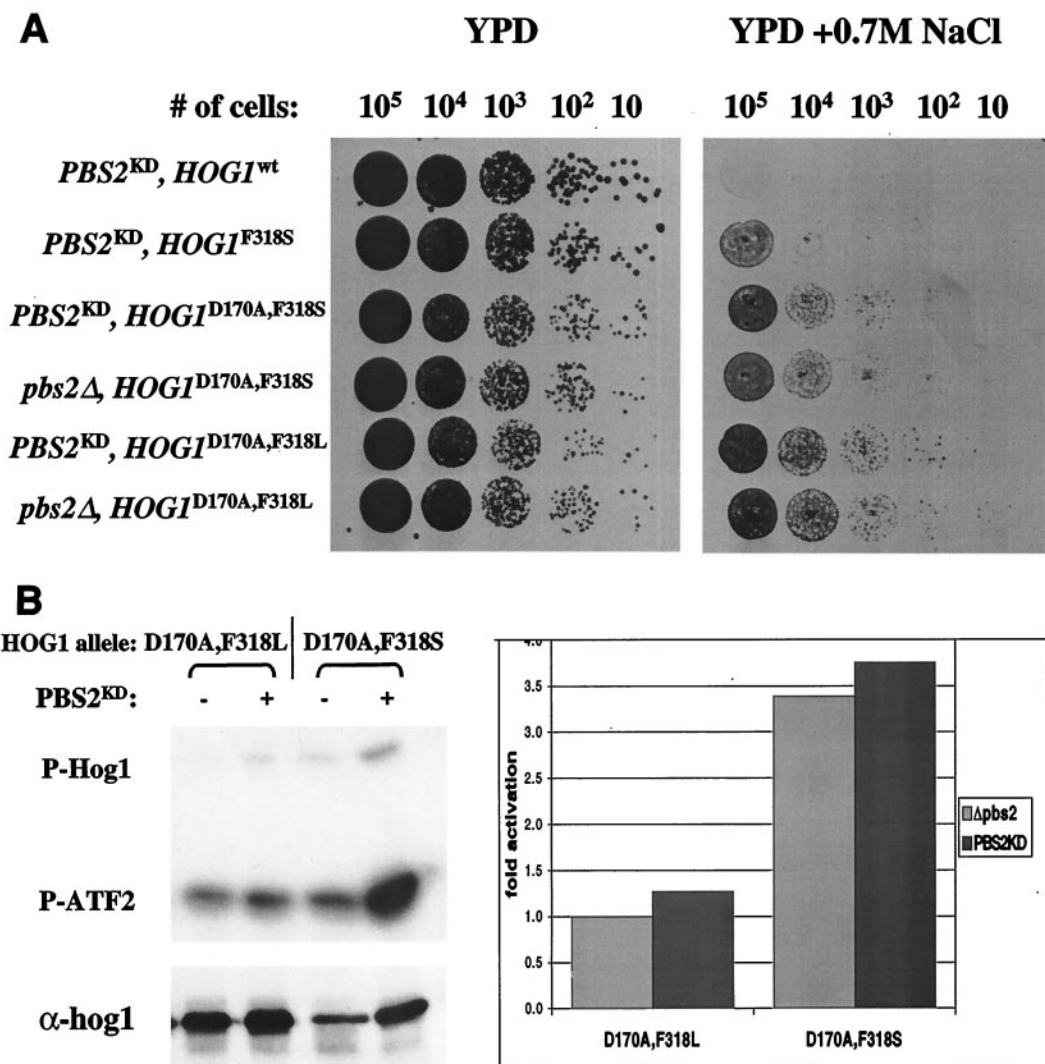 A
YPD
YPD +0.7M NaCl
# of cells:
10⁵ 10⁴ 10³ 10² 10
10⁵ 10⁴ 10³ 10² 10
PBS2ᴷᴰ, HOG1ʷᵗ
PBS2ᴷᴰ, HOG1F318S
PBS2ᴷᴰ, HOG1D170A,F318S
pbs2Δ, HOG1D170A,F318S
PBS2ᴷᴰ, HOG1D170A,F318L
pbs2Δ, HOG1D170A,F318L
B
HOG1 allele: D170A,F318L D170A,F318S
PBS2ᴷᴰ: - + - +
P-Hog1
P-ATF2
α-hog1
fold activation
4.0
3.5
3.0
2.5
2.0
1.5
1.0
0.5
0.0
D170A,F318L
D170A,F318S
Δpbs2
PBS2KD